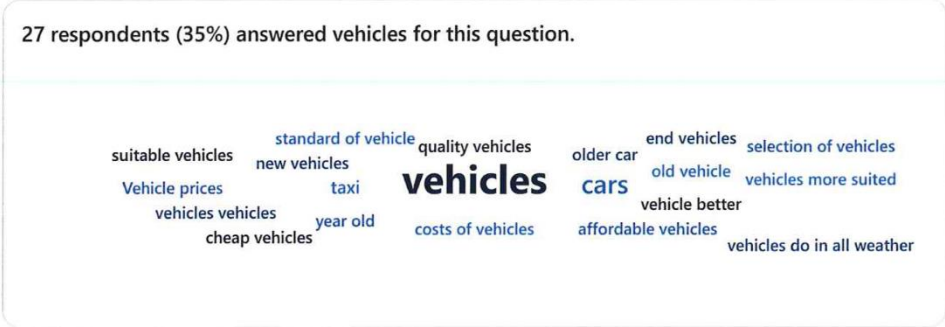 27 respondents (35%) answered vehicles for this question.
standard of vehicle
quality vehicles
end vehicles
selection of vehicles
suitable vehicles
new vehicles
older car
old vehicle
vehicles more suited
Vehicle prices
taxi
vehicles
cars
vehicle better
vehicles vehicles
year old
cheap vehicles
costs of vehicles
affordable vehicles
vehicles do in all weather